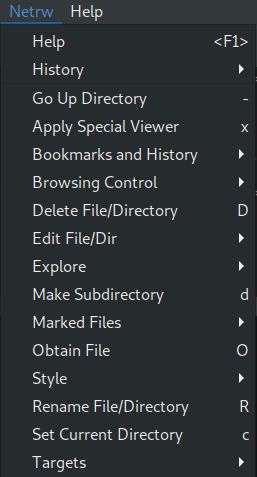 Netrw Help
Help <F1>
History
Go Up Directory -
Apply Special Viewer x
Bookmarks and History
Browsing Control
Delete File/Directory D
Edit File/Dir
Explore
Make Subdirectory d
Marked Files
Obtain File O
Style
Rename File/Directory R
Set Current Directory c
Targets